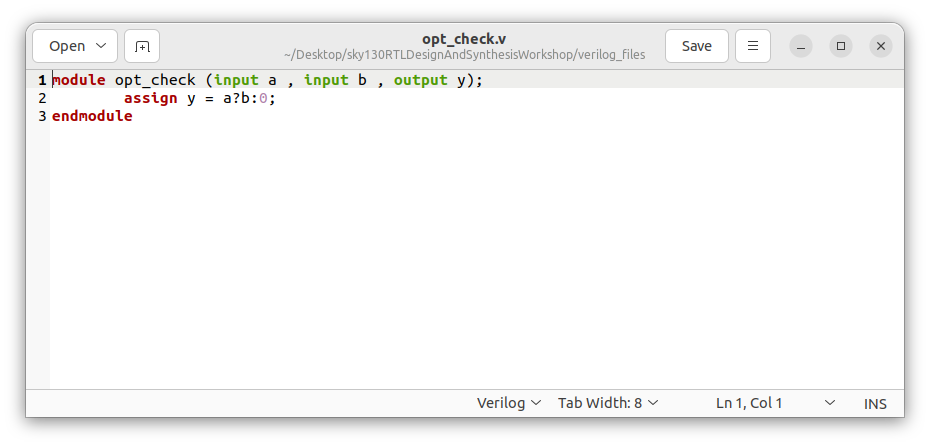 Open
opt_check.v
~/Desktop/sky130RTLDesignAndSynthesisWorkshop/verilog_files
Save
1 module opt_check (input a , input b , output y);
2 assign y = a?b:0;
3 endmodule
Verilog Tab Width: 8 Ln 1, Col 1 INS